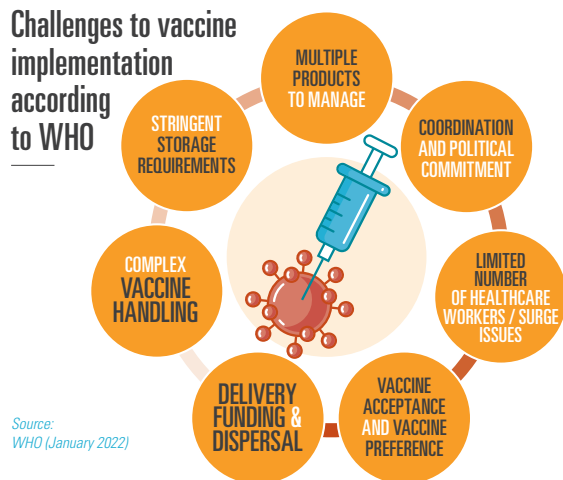 Challenges to vaccine
implementation
according
to WHO
MULTIPLE
PRODUCTS
TO MANAGE
COORDINATION
AND POLITICAL
COMMITMENT
LIMITED
NUMBER
OF HEALTHCARE
WORKERS / SURGE
ISSUES
VACCINE
ACCEPTANCE
AND VACCINE
PREFERENCE
DELIVERY
FUNDING &
DISPERSAL
COMPLEX
VACCINE
HANDLING
STRINGENT
STORAGE
REQUIREMENTS
Source:
WHO (January 2022)